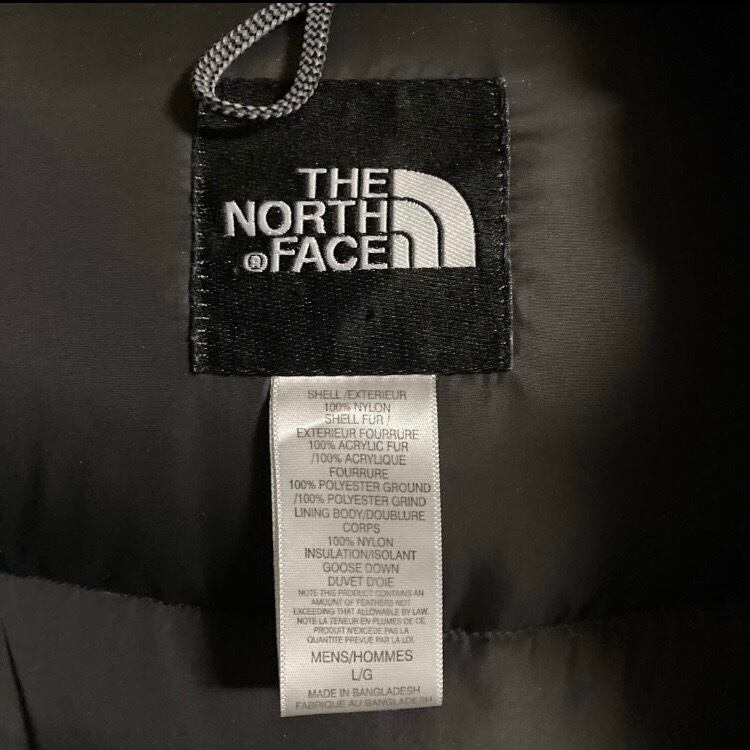 THE
NORTH
® FACE
SHELL /EXTERIEUR
100% NYLON
SHELL FUR /
EXTERIEUR FOURRURE
100% ACRYLIC FUR
/100% ACRYLIQUE
FOURRURE
100% POLYESTER GROUND
/100% POLYESTER GRIND
LINING BODY/DOUBLURE
CORPS
100% NYLON
INSULATION/ISOLANT
GOOSE DOWN
DUVET D'OIE
NOTE:THIS PRODUCT CONTAINS AN
AMOUNT OF FEATHERS NOT
EXCEEDING THAT ALLOWABLE BY LAW.
NOTE LA TENEUR EN PLUMES DE CE
PRODUIT N'EXCÈDE PAS LA
QUANTITE PREVUE PAR LA LOI.
MENS/HOMMES
L/G
MADE IN BANGLADESH
FABRIQUE AU BANGLADESH